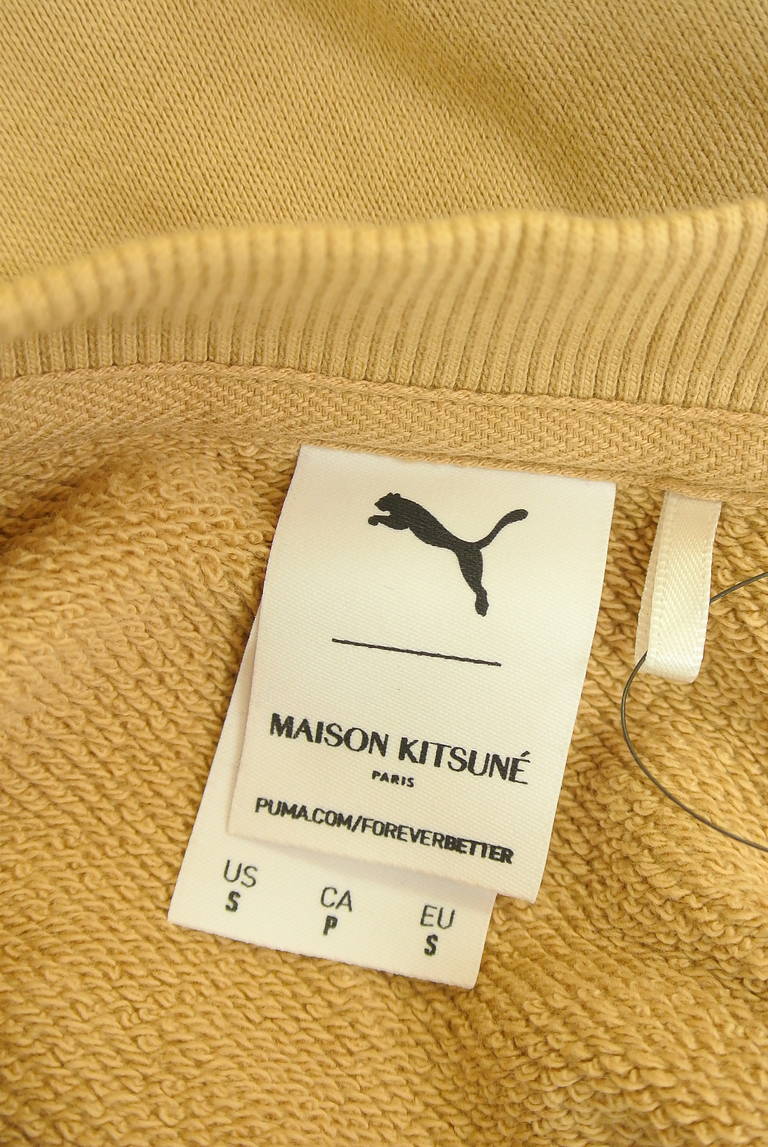 MAISON KITSUNÉ
PARIS
PUMA.COM/FOREVERBETTER
US CA EU
S P S